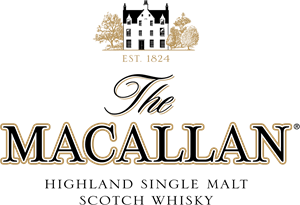 EST. 1824
The
MACALLAN®
HIGHLAND SINGLE MALT
SCOTCH WHISKY